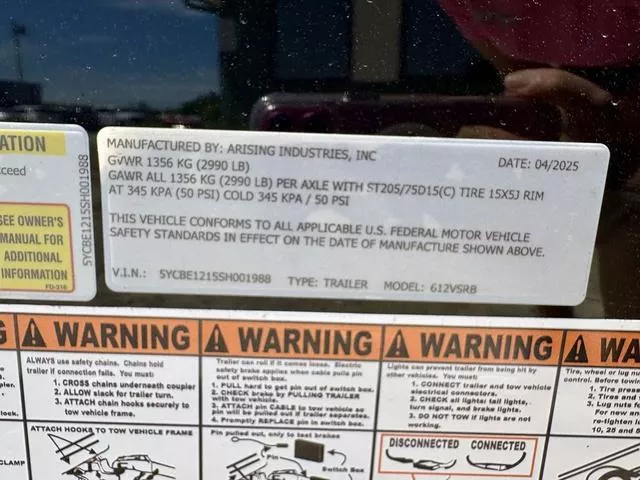 ATION
ceed
SEE OWNER'S
MANUAL FOR
ADDITIONAL
INFORMATION
FD-316
5YCBE1215SH001988
MANUFACTURED BY: ARISING INDUSTRIES, INC
DATE: 04/2025
GVWR 1356 KG (2990 LB)
GAWR ALL 1356 KG (2990 LB) PER AXLE WITH ST205/75D15(C) TIRE 15X5J RIM
AT 345 KPA (50 PSI) COLD 345 KPA / 50 PSI
THIS VEHICLE CONFORMS TO ALL APPLICABLE U.S. FEDERAL MOTOR VEHICLE
SAFETY STANDARDS IN EFFECT ON THE DATE OF MANUFACTURE SHOWN ABOVE.
V.I.N.: 5YCBE1215SH001988 TYPE: TRAILER MODEL: 612VSRB
G
CLAMP
WARNING
ALWAYS use safety chains. Chains hold
trailer if connection fails. You must:
1. CROSS chains underneath coupler
2. ALLOW slack for trailer turn.
3. ATTACH chain hooks securely to
tow vehicle frame.
ATTACH HOOKS TO TOW VEHICLE FRAME
WARNING
Trailer can roll if it comes loose. Electric
safety brake applies when cable pulls pin
out of switch box.
1. PULL hard to get pin out of switch box.
2. CHECK brake by PULLING TRAILER
with tow vehicle.
3. ATTACH pin CABLE to tow vehicle so
pin will be pulled if trailer separates.
4. Promptly REPLACE pin in switch box.
Pin pulled out, only to test brakes
Pin
Switch Box
WARNING
Lights can prevent trailer from being hit by
other vehicles. You must:
1. CONNECT trailer and tow vehicle
electrical connectors.
2. CHECK all lights: tail light,
turn signal, and brake lights.
3. DO NOT TOW if lights are not
working.
DISCONNECTED CONNECTED
WA
Tire, wheel or lug nu
control. Before towi
1. Tire pres
2. Tires and
3. Lug nuts
For new
re-tighten l
10, 25 and 5